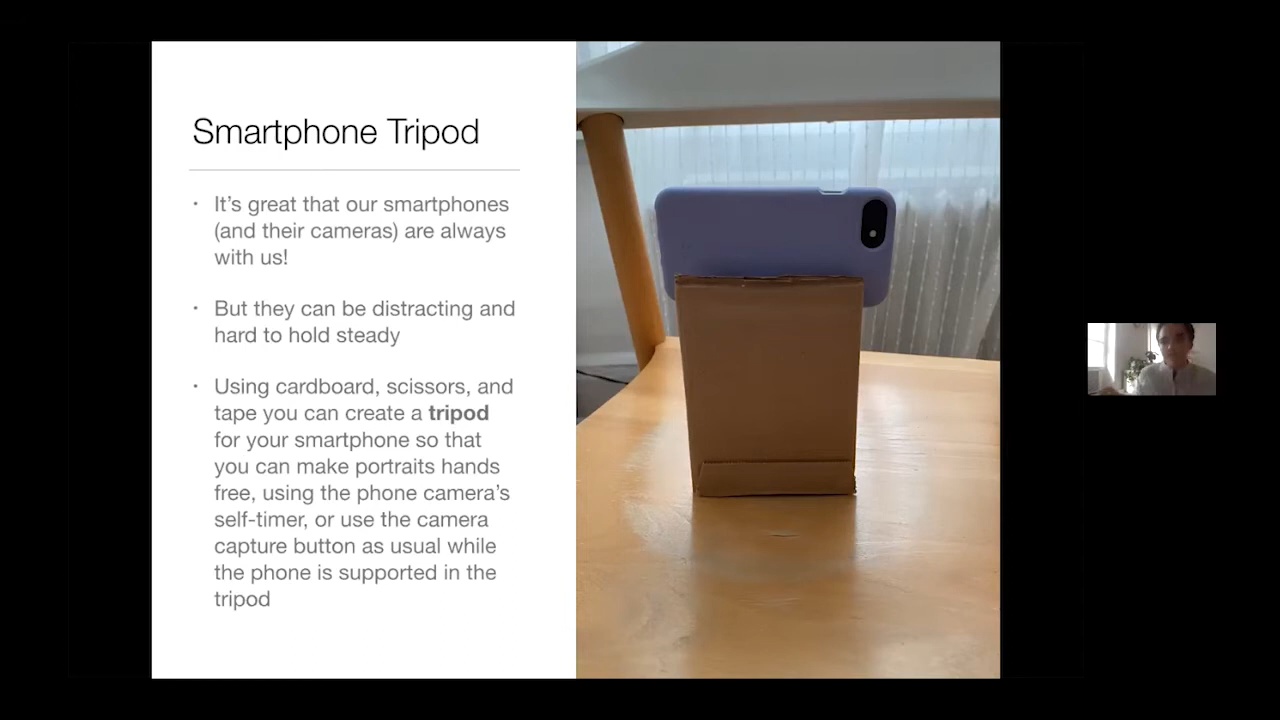 Smartphone Tripod
• It’s great that our smartphones
(and their cameras) are always
with us!
• But they can be distracting and
hard to hold steady
• Using cardboard, scissors, and
tape you can create a tripod
for your smartphone so that
you can make portraits hands
free, using the phone camera’s
self-timer, or use the camera
capture button as usual while
the phone is supported in the
tripod